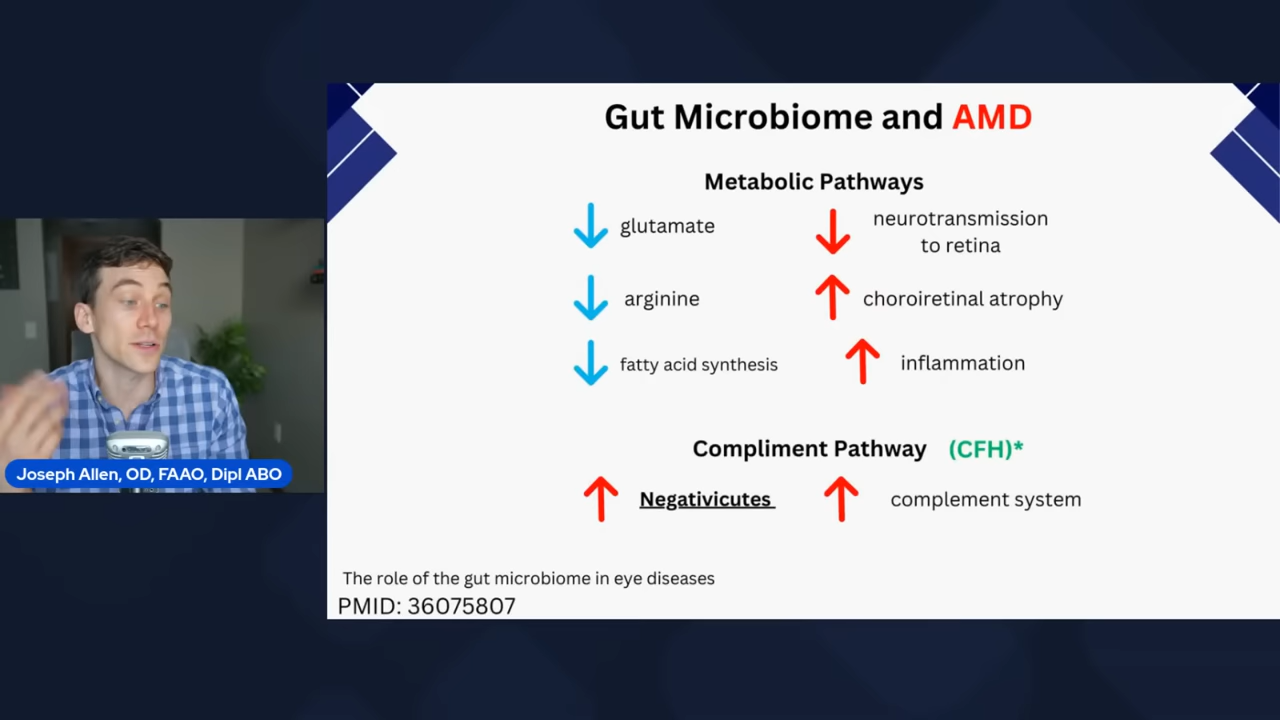 Gut Microbiome and AMD
Metabolic Pathways
glutamate
neurotransmission
to retina
arginine
choroiretinal atrophy
fatty acid synthesis
inflammation
Compliment Pathway (CFH)*
Negativicutes
complement system
The role of the gut microbiome in eye diseases
PMID: 36075807
Joseph Allen, OD, FAAO, Dipl ABO